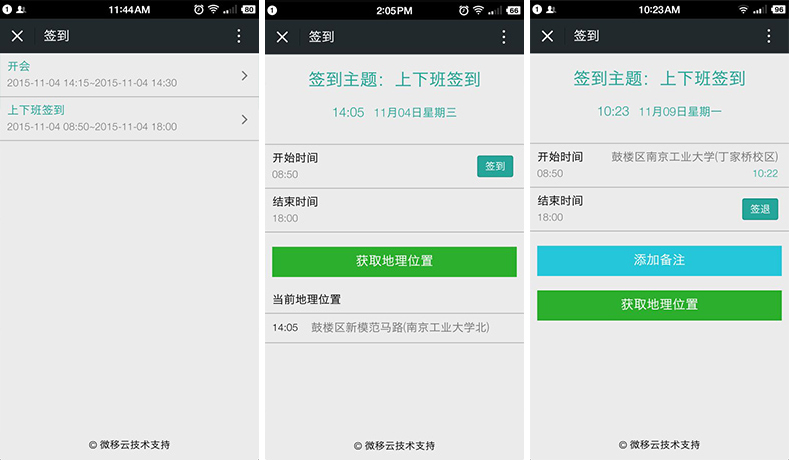 11:44AM
80
签到
开会
2015-11-04 14:15~2015-11-04 14:30
上下班签到
2015-11-04 08:50~2015-11-04 18:00
© 微移云技术支持
2:05PM
66
签到
签到主题：上下班签到
14:05 11月04日星期三
开始时间
08:50
签到
结束时间
18:00
获取地理位置
当前地理位置
14:05 鼓楼区新模范马路(南京工业大学北)
© 微移云技术支持
10:23AM
96
签到
签到主题：上下班签到
10:23 11月09日星期一
开始时间 鼓楼区南京工业大学(丁家桥校区)
08:50 10:22
结束时间
18:00
签退
添加备注
获取地理位置
© 微移云技术支持